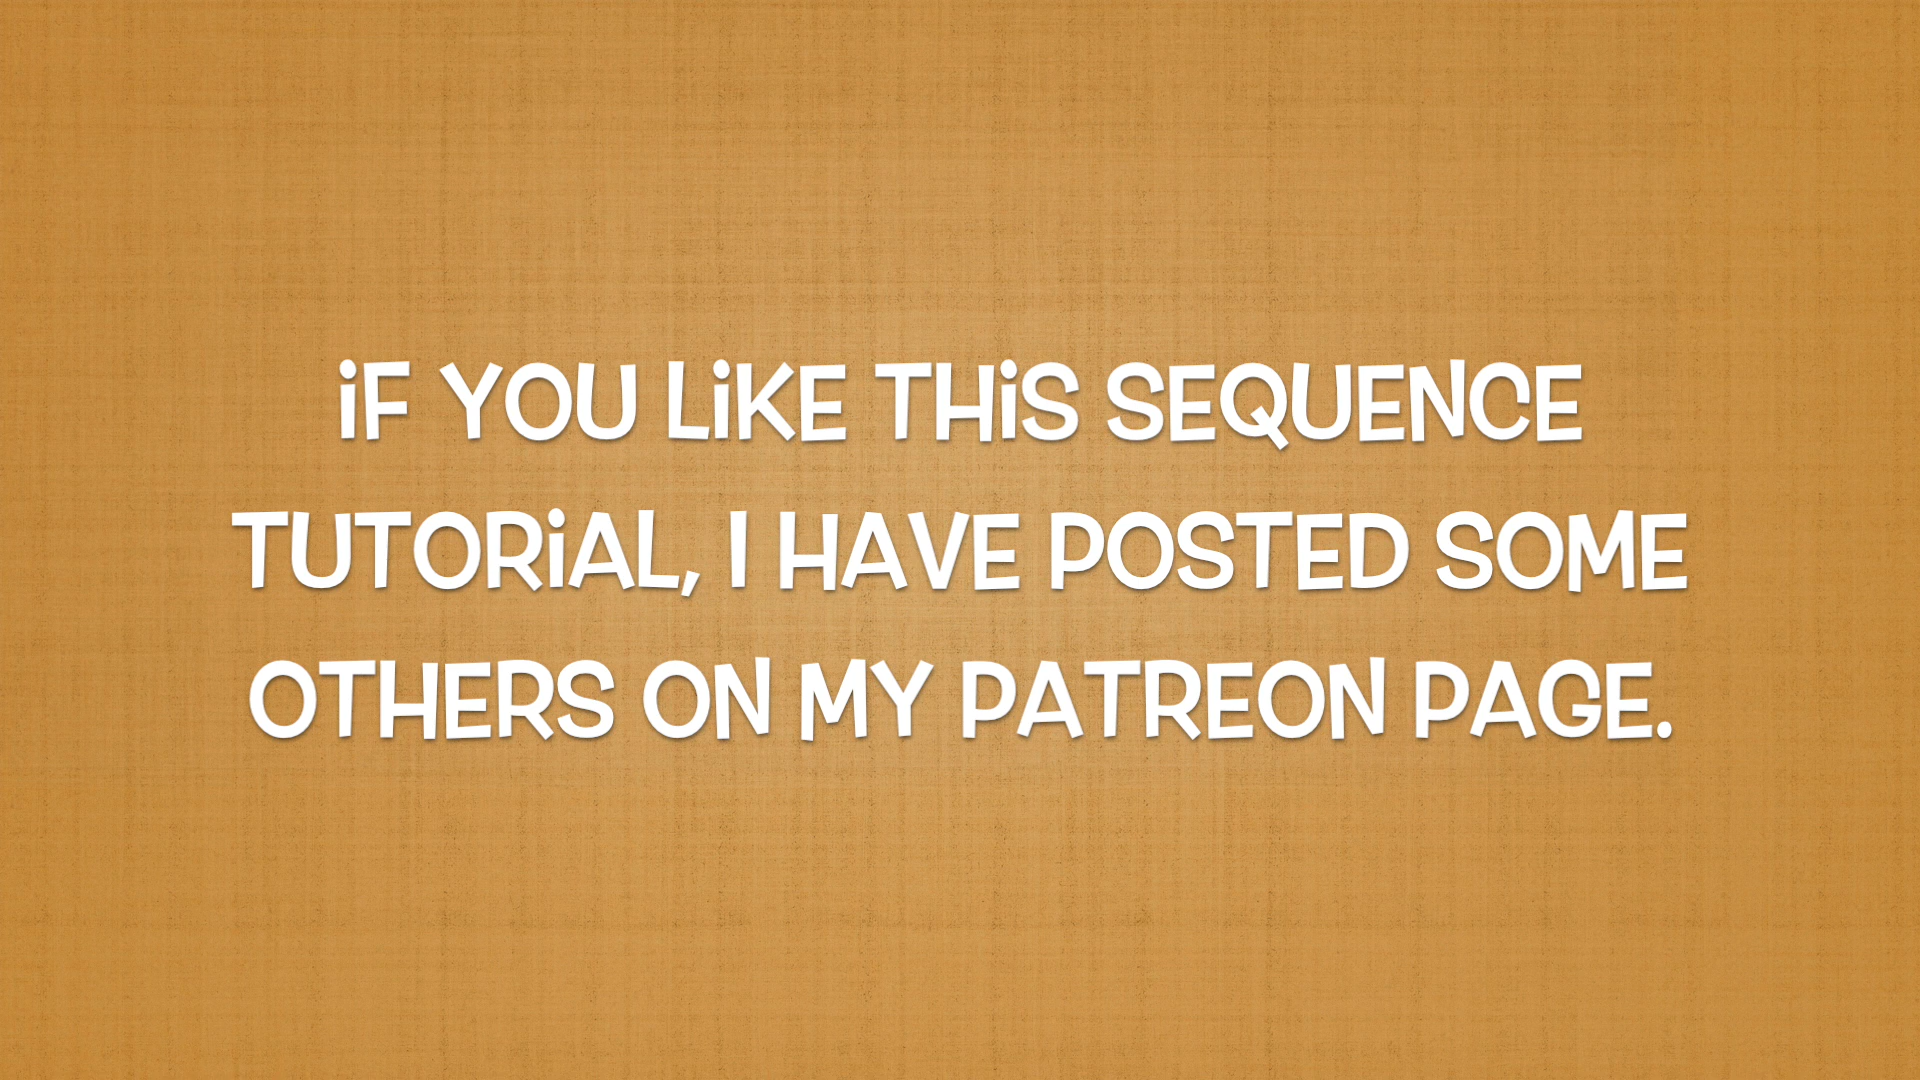 iF YOU LiKE THiS SEQUENCE
TUTORiAL, I HAVE POSTED SOME
OTHERS ON MY PATREON PAGE.